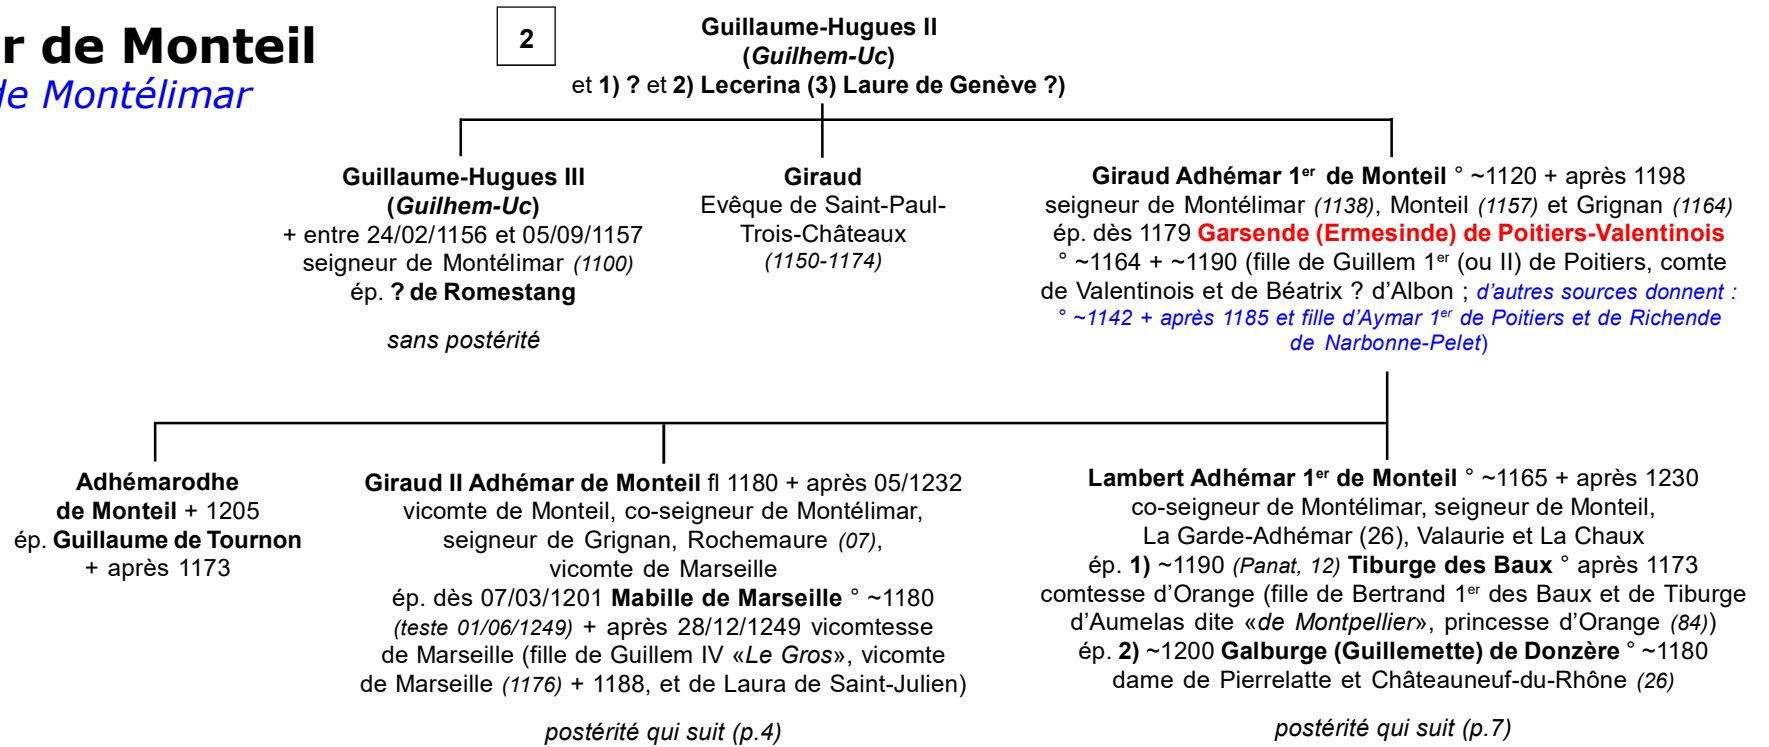 r de Monteil
de Montélimar
2
Guillaume-Hugues II
(Guilhem-Uc)
et 1) ? et 2) Lecerina (3) Laure de Genève ?)
Guillaume-Hugues III
(Guilhem-Uc)
+ entre 24/02/1156 et 05/09/1157
seigneur de Montélimar (1100)
ép. ? de Romestang
sans postérité
Giraud
Evêque de Saint-Paul-
Trois-Châteaux
(1150-1174)
Giraud Adhémar 1er de Monteil ° ~1120 + après 1198
seigneur de Montélimar (1138), Monteil (1157) et Grignan (1164)
ép. dès 1179 Garsende (Ermesinde) de Poitiers-Valentinois
° ~1164 + ~1190 (fille de Guillem 1er (ou II) de Poitiers, comte
de Valentinois et de Béatrix ? d’Albon ; d’autres sources donnent :
° ~1142 + après 1185 et fille d’Aymar 1er de Poitiers et de Richende
de Narbonne-Pelet)
Adhémarodhe
de Monteil + 1205
ép. Guillaume de Tournon
+ après 1173
Giraud II Adhémar de Monteil fl 1180 + après 05/1232
vicomte de Monteil, co-seigneur de Montélimar,
seigneur de Grignan, Rochemaure (07),
vicomte de Marseille
ép. dès 07/03/1201 Mabille de Marseille ° ~1180
(teste 01/06/1249) + après 28/12/1249 vicomtesse
de Marseille (fille de Guillem IV «Le Gros», vicomte
de Marseille (1176) + 1188, et de Laura de Saint-Julien)
postérité qui suit (p.4)
Lambert Adhémar 1er de Monteil ° ~1165 + après 1230
co-seigneur de Montélimar, seigneur de Monteil,
La Garde-Adhémar (26), Valaurie et La Chaux
ép. 1) ~1190 (Panat, 12) Tiburge des Baux ° après 1173
comtesse d’Orange (fille de Bertrand 1er des Baux et de Tiburge
d’Aumelas dite «de Montpellier», princesse d’Orange (84))
ép. 2) ~1200 Galburge (Guillemette) de Donzère ° ~1180
dame de Pierrelatte et Châteauneuf-du-Rhône (26)
postérité qui suit (p.7)